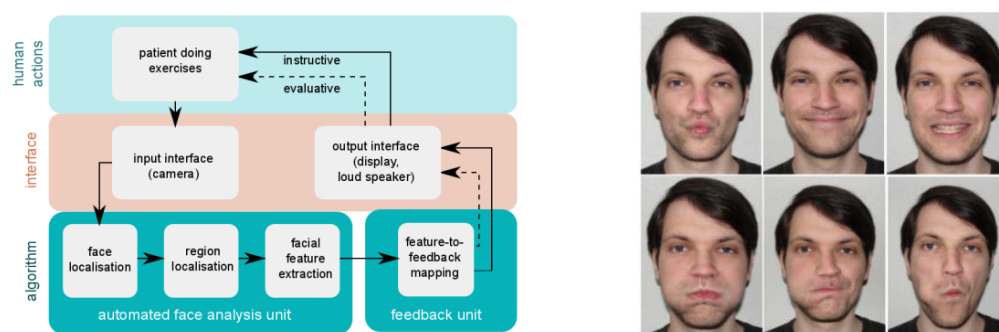 human
actions
patient doing
exercises
instructive
evaluative
interface
input interface
(camera)
output interface
(display,
loud speaker)
algorithm
face
localisation
region
localisation
facial
feature
extraction
feature-to-
feedback
mapping
automated face analysis unit
feedback unit